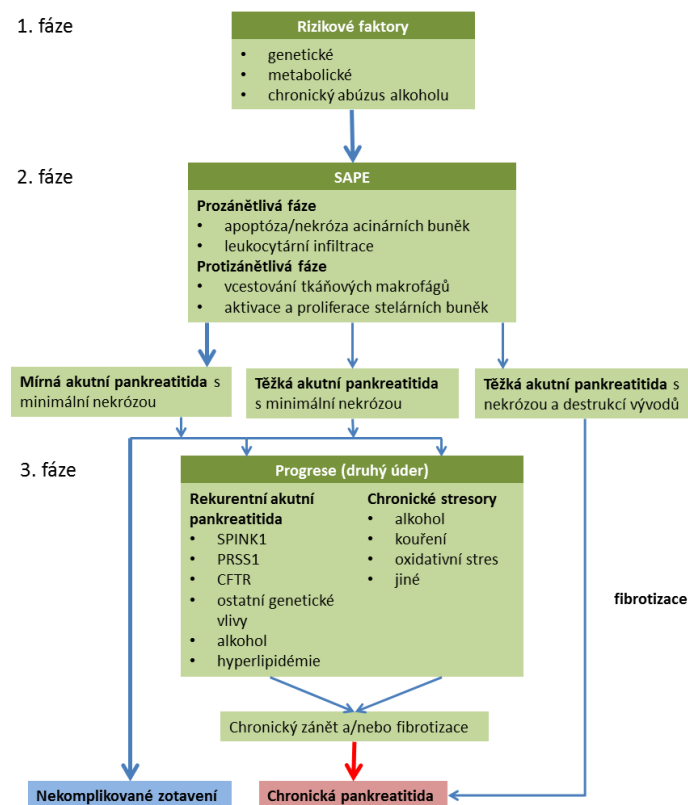 1. fáze
Rizikové faktory
• genetické
• metabolické
• chronický abúzus alkoholu
2. fáze
SAPE
Prozánětlivá fáze
• apoptóza/nekróza acinárních buněk
• leukocytární infiltrace
Protizánětlivá fáze
• vcestování tkáňových makrofágů
• aktivace a proliferace stelárních buněk
Mírná akutní pankreatitida s
minimální nekrózou
Těžká akutní pankreatitida
s minimální nekrózou
Těžká akutní pankreatitida s
nekrózou a destrukcí vývodů
3. fáze
Progrese (druhý úder)
Rekurentní akutní
pankreatitida
• SPINK1
• PRSS1
• CFTR
• ostatní genetické
vlivy
• alkohol
• hyperlipidémie
Chronické stresory
• alkohol
• kouření
• oxidativní stres
• jiné
fibrotizace
Chronický zánět a/nebo fibrotizace
Nekomplikované zotavení
Chronická pankreatitida